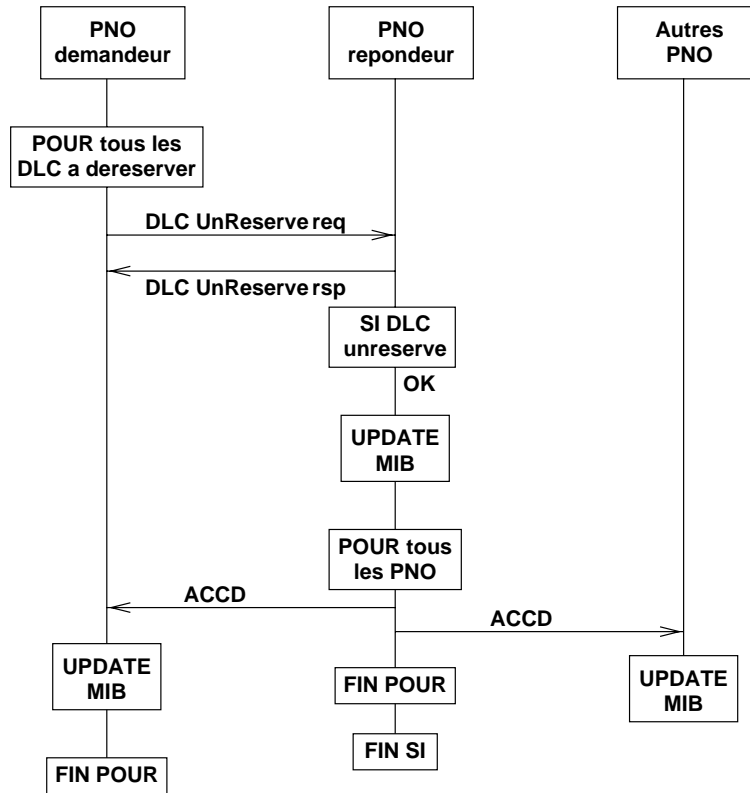 PNO
demandeur
PNO
repondeur
Autres
PNO
POUR tous les
DLC a dereserver
DLC UnReserve req
DLC UnReserve rsp
SI DLC
unreserve
OK
UPDATE
MIB
POUR tous
les PNO
ACCD
ACCD
UPDATE
MIB
FIN POUR
UPDATE
MIB
FIN SI
FIN POUR